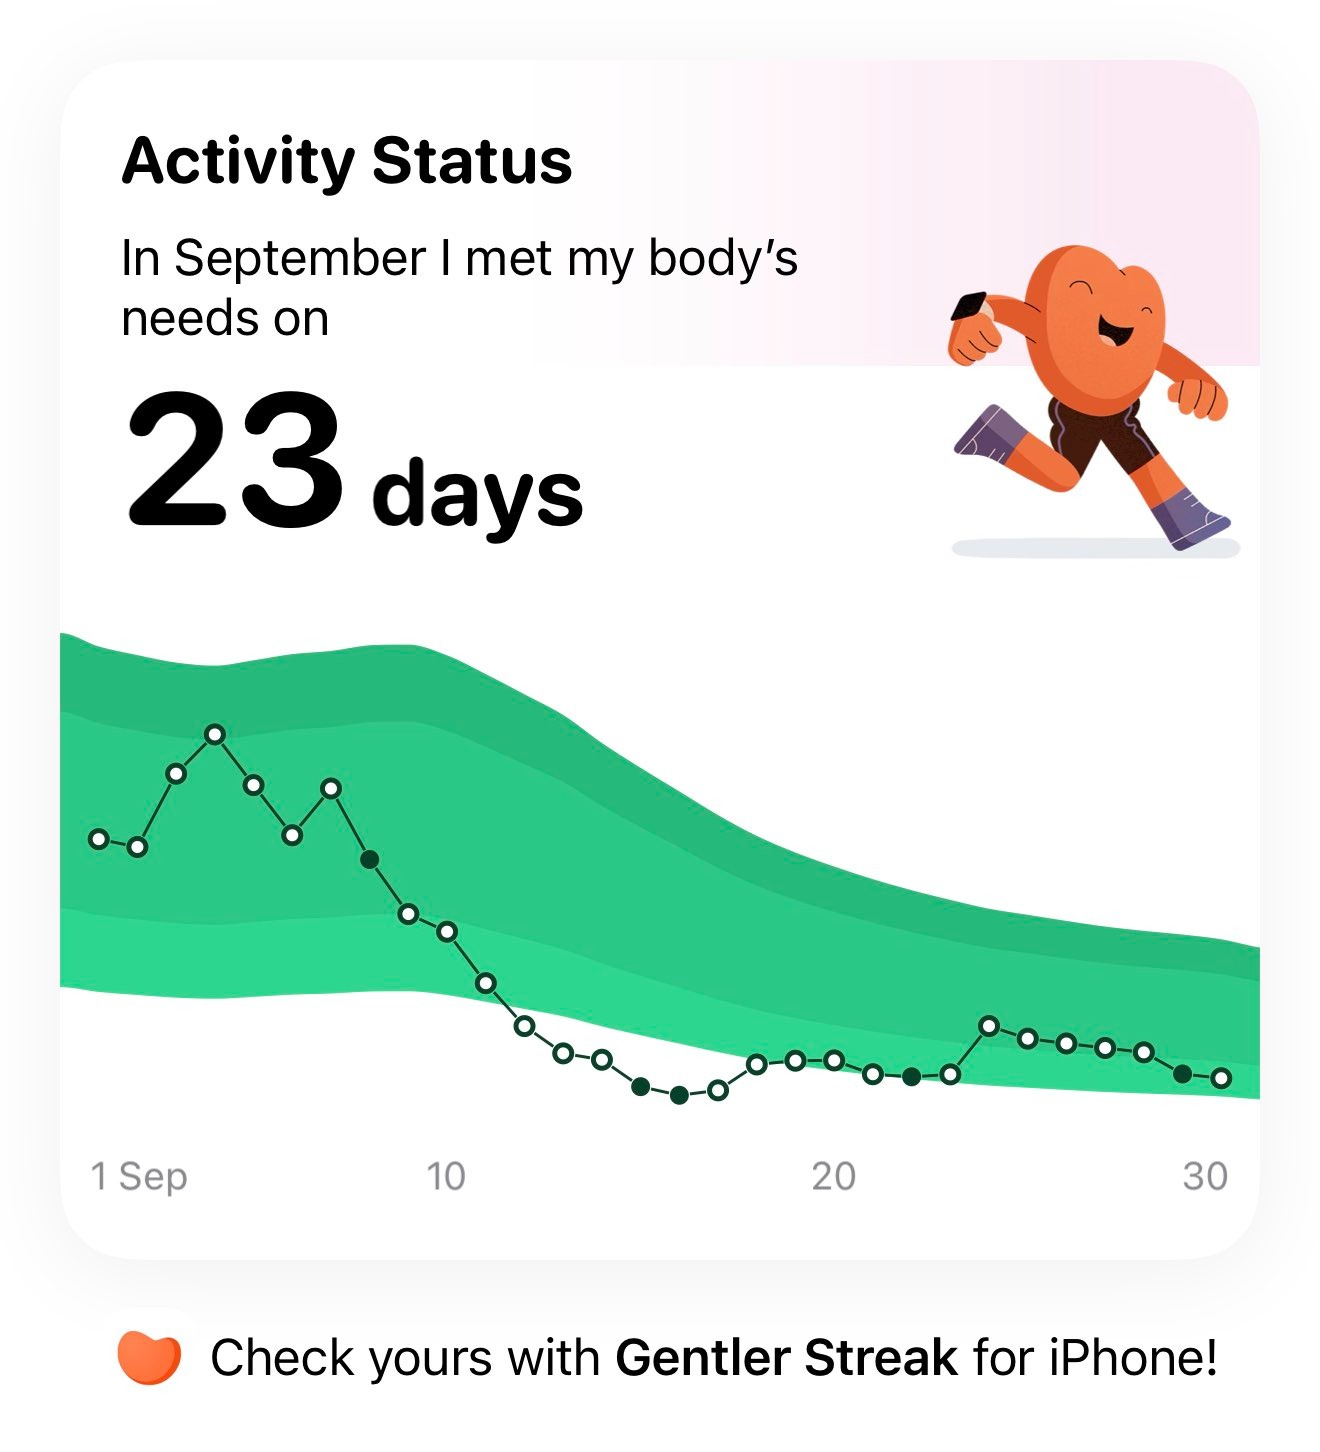 Activity Status
In September I met my body’s
needs on
23 days
1 Sep 10 20 30
Check yours with Gentler Streak for iPhone!